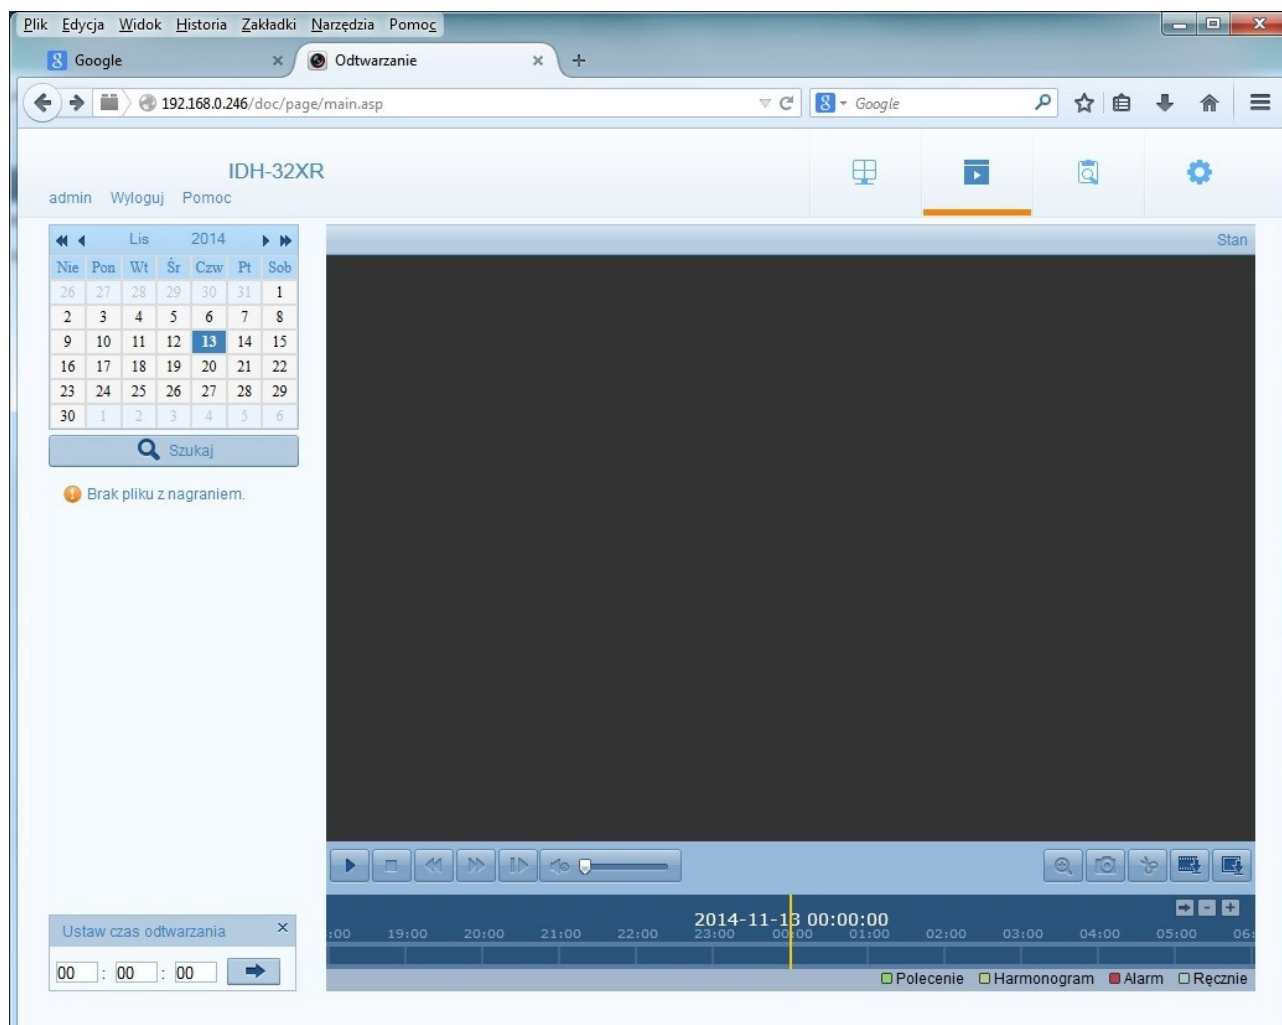 Plik Edycja Widok Historia Zakładki Narzędzia Pomoc
Google
Odtwarzanie
192.168.0.246/doc/page/main.asp
Google
IDH-32XR
admin Wyloguj Pomoc
Lis 2014
Stan
Nie Pon Wt Śr Czw Pt Sob
26 27 28 29 30 31 1
2 3 4 5 6 7 8
9 10 11 12 13 14 15
16 17 18 19 20 21 22
23 24 25 26 27 28 29
30 1 2 3 4 5 6
Szukaj
Brak pliku z nagraniem.
2014-11-13 00:00:00
:00 19:00 20:00 21:00 22:00 23:00 00:00 01:00 02:00 03:00 04:00 05:00 06:
Ustaw czas odtwarzania
00 : 00 : 00
Polecenie Harmonogram Alarm Ręcznie